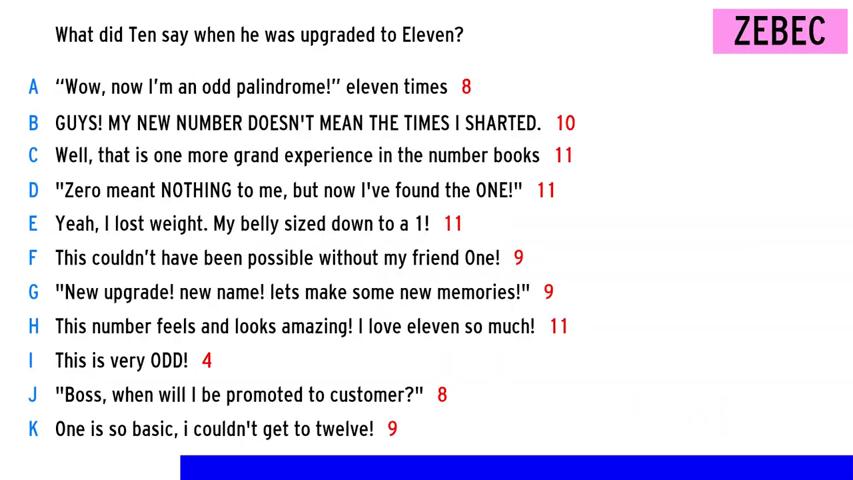 What did Ten say when he was upgraded to Eleven?
ZEBEC
A “Wow, now I’m an odd palindrome!” eleven times 8
B GUYS! MY NEW NUMBER DOESN'T MEAN THE TIMES I SHARTED. 10
C Well, that is one more grand experience in the number books 11
D "Zero meant NOTHING to me, but now I've found the ONE!" 11
E Yeah, I lost weight. My belly sized down to a 1! 11
F This couldn’t have been possible without my friend One! 9
G "New upgrade! new name! lets make some new memories!" 9
H This number feels and looks amazing! I love eleven so much! 11
I This is very ODD! 4
J "Boss, when will I be promoted to customer?" 8
K One is so basic, i couldn't get to twelve! 9